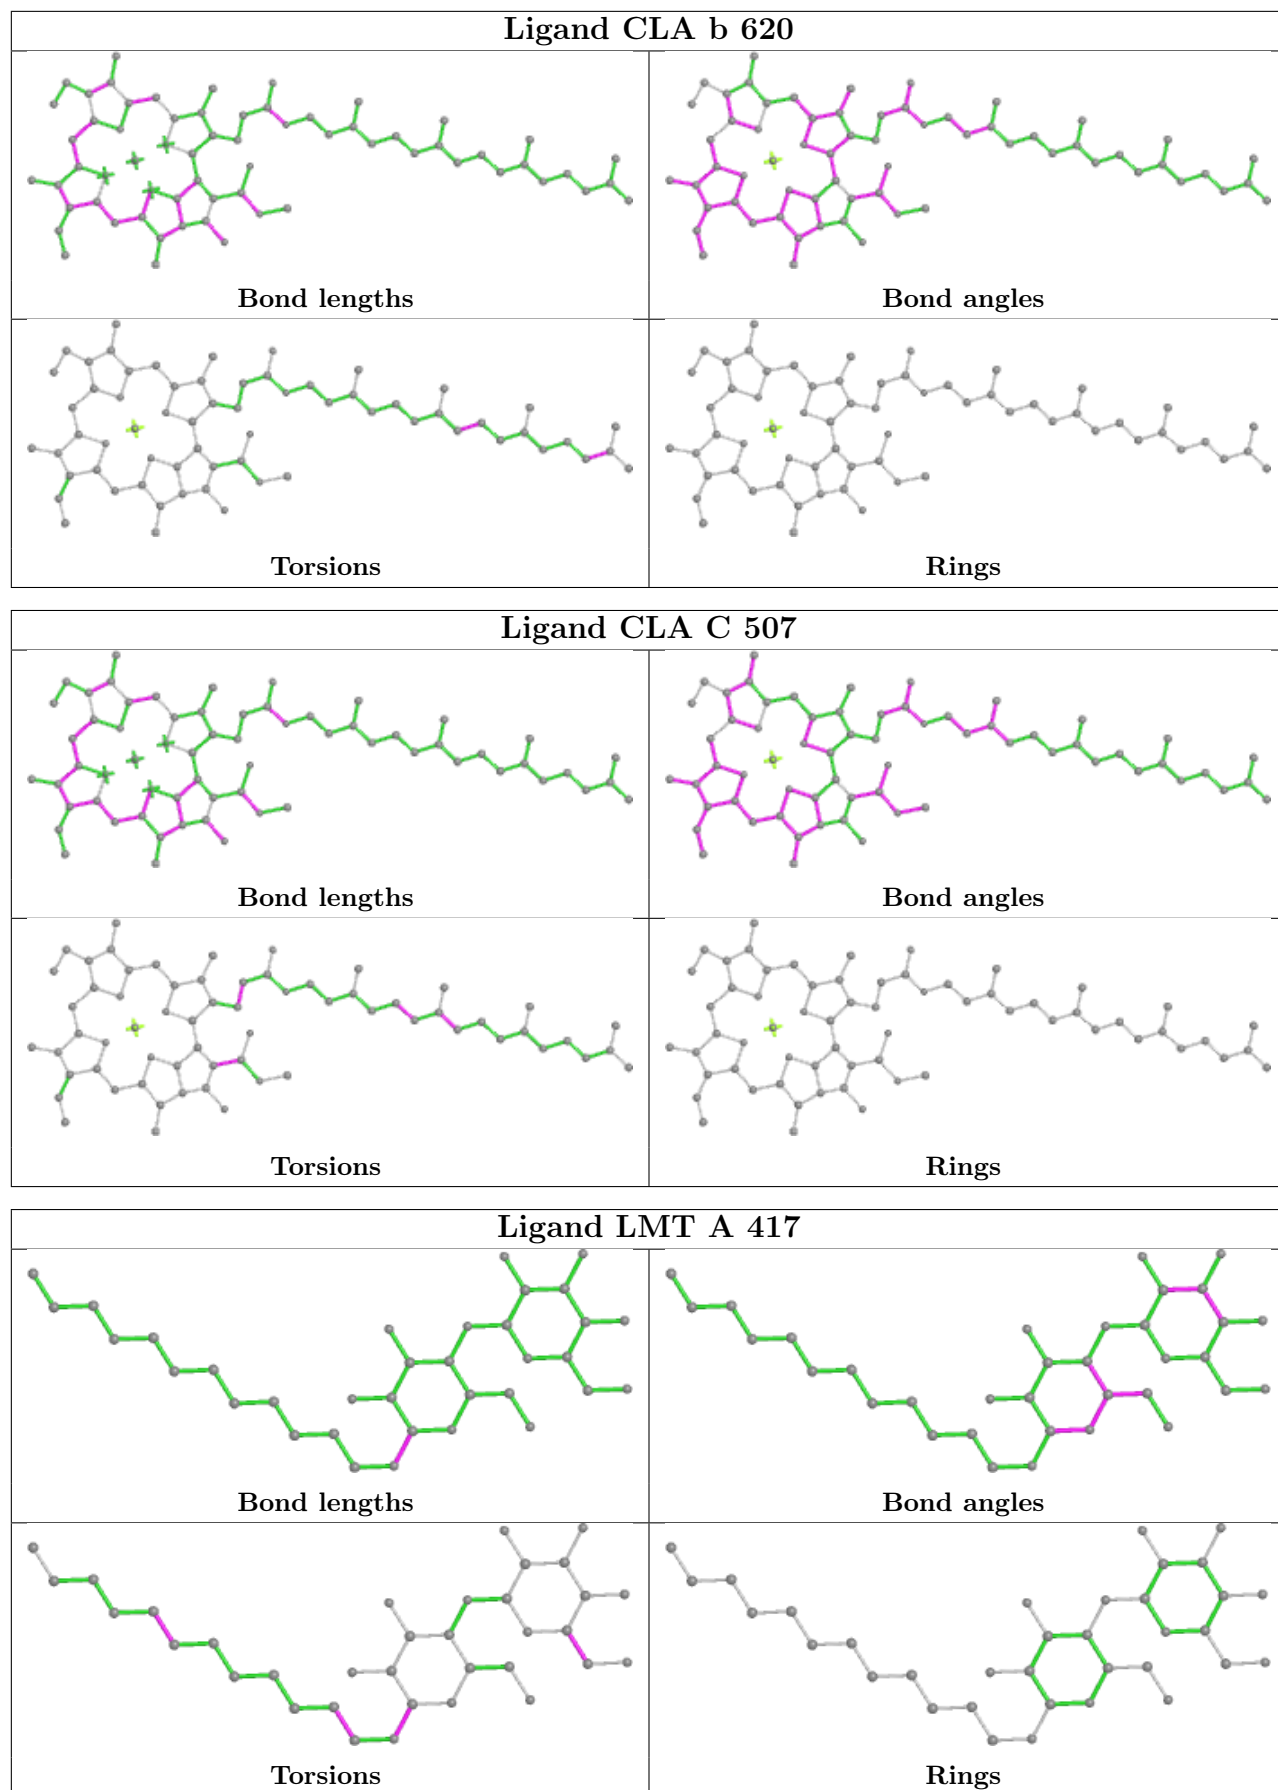 Ligand CLA b 620
Bond lengths
Bond angles
Torsions
Rings
Ligand CLA C 507
Bond lengths
Bond angles
Torsions
Rings
Ligand LMT A 417
Bond lengths
Bond angles
Torsions
Rings